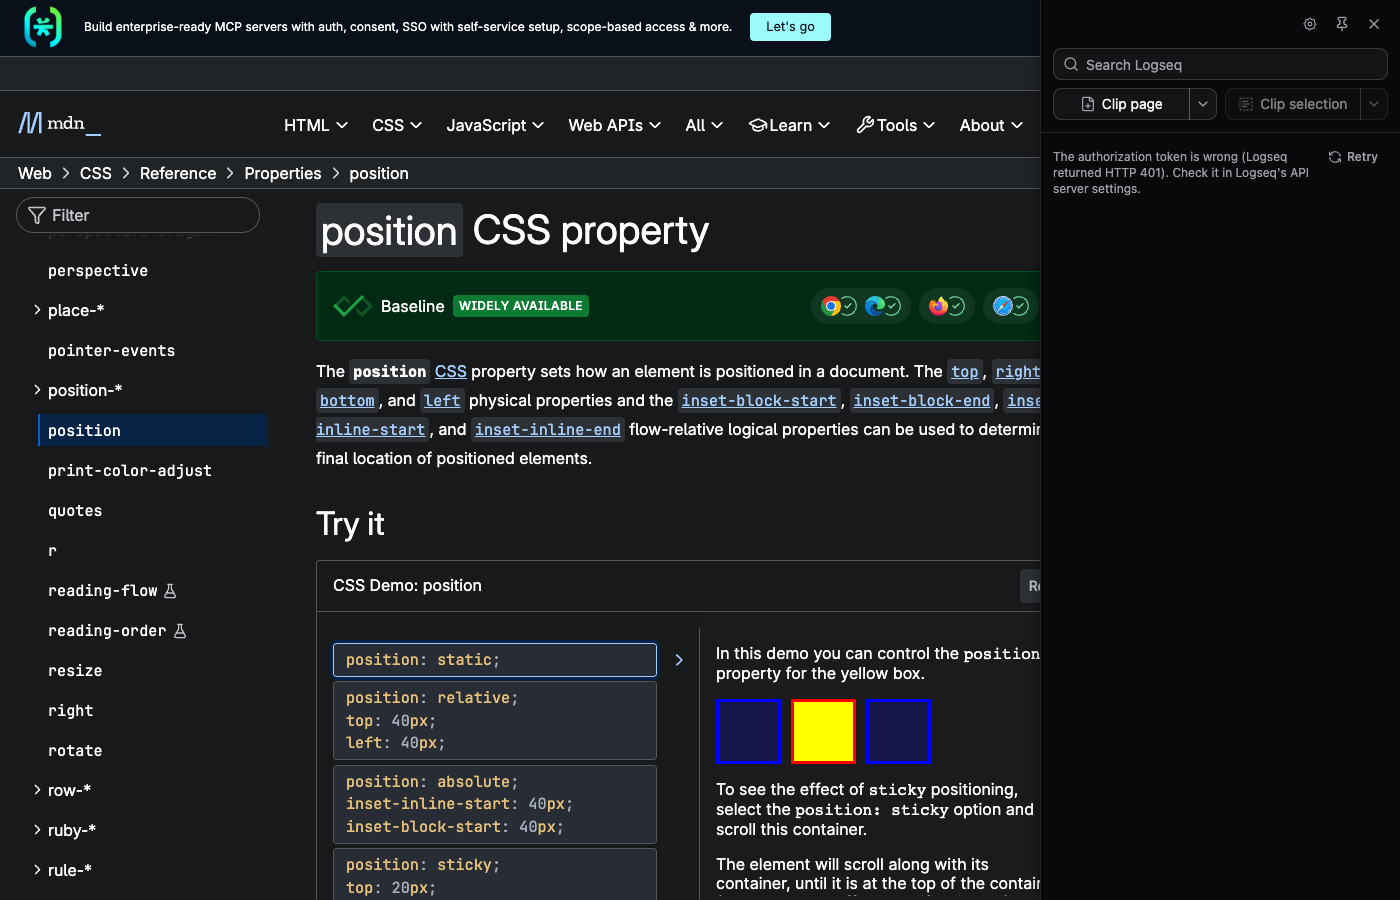 Build enterprise-ready MCP servers with auth, consent, SSO with self-service setup, scope-based access & more.
Let's go
mdn_
HTML
CSS
JavaScript
Web APIs
All
Learn
Tools
About
Web
CSS
Reference
Properties
position
Filter
perspective
place-*
pointer-events
position-*
position
print-color-adjust
quotes
r
reading-flow
reading-order
resize
right
rotate
row-*
ruby-*
rule-*
position CSS property
Baseline WIDELY AVAILABLE
The position CSS property sets how an element is positioned in a document. The top, right
bottom, and left physical properties and the inset-block-start, inset-block-end, inse
inline-start, and inset-inline-end flow-relative logical properties can be used to determin
final location of positioned elements.
Try it
CSS Demo: position
Re
position: static;
position: relative;
top: 40px;
left: 40px;
position: absolute;
inset-inline-start: 40px;
inset-block-start: 40px;
position: sticky;
top: 20px;
In this demo you can control the position
property for the yellow box.
To see the effect of sticky positioning,
select the position: sticky option and
scroll this container.
The element will scroll along with its
container, until it is at the top of the contain
Search Logseq
Clip page
Clip selection
The authorization token is wrong (Logseq
returned HTTP 401). Check it in Logseq's API
server settings.
Retry